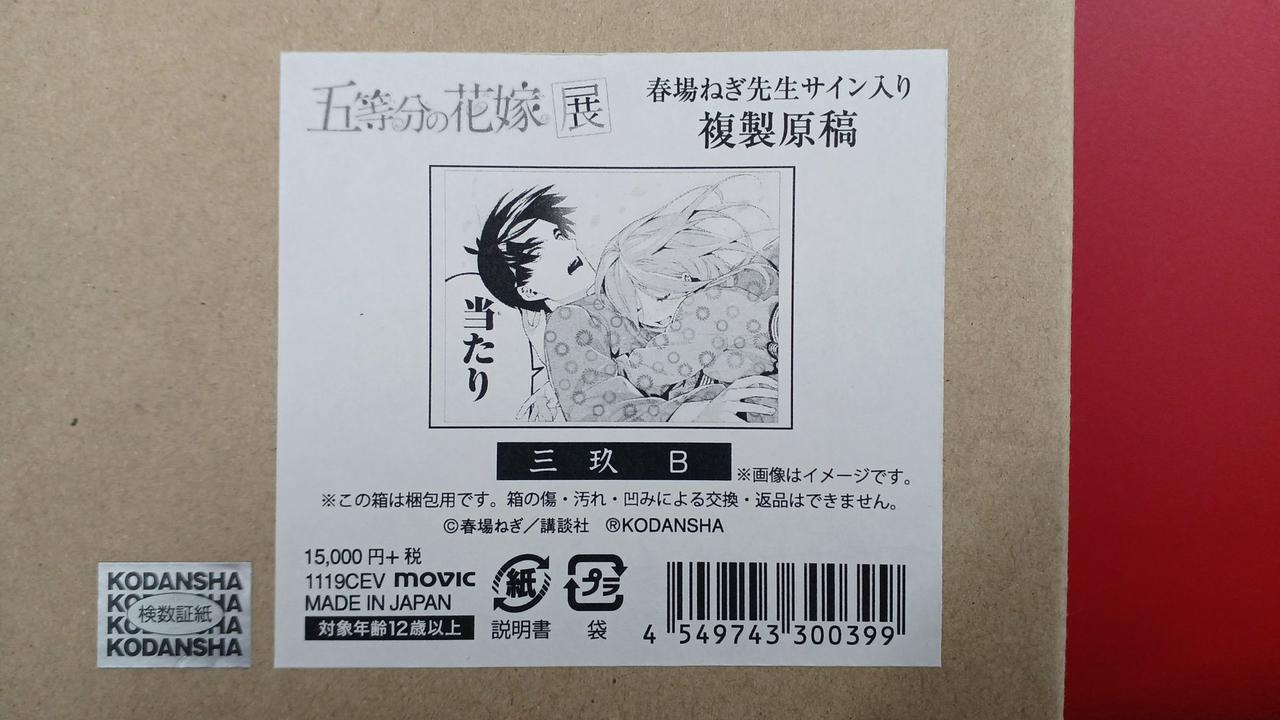 五等分の花嫁 展
春場ねぎ先生サイン入り
複製原稿
当たり
三玖 B
※画像はイメージです。
※この箱は梱包用です。箱の傷・汚れ・凹みによる交換・返品はできません。
©春場ねぎ/講談社 ®KODANSHA
15,000円+税
1119CEV movic
MADE IN JAPAN
対象年齢12歳以上
紙
説明書
プラ
袋
4 549743 300399
KODANSHA
KODANSHA
検数証紙
KODANSHA
KODANSHA